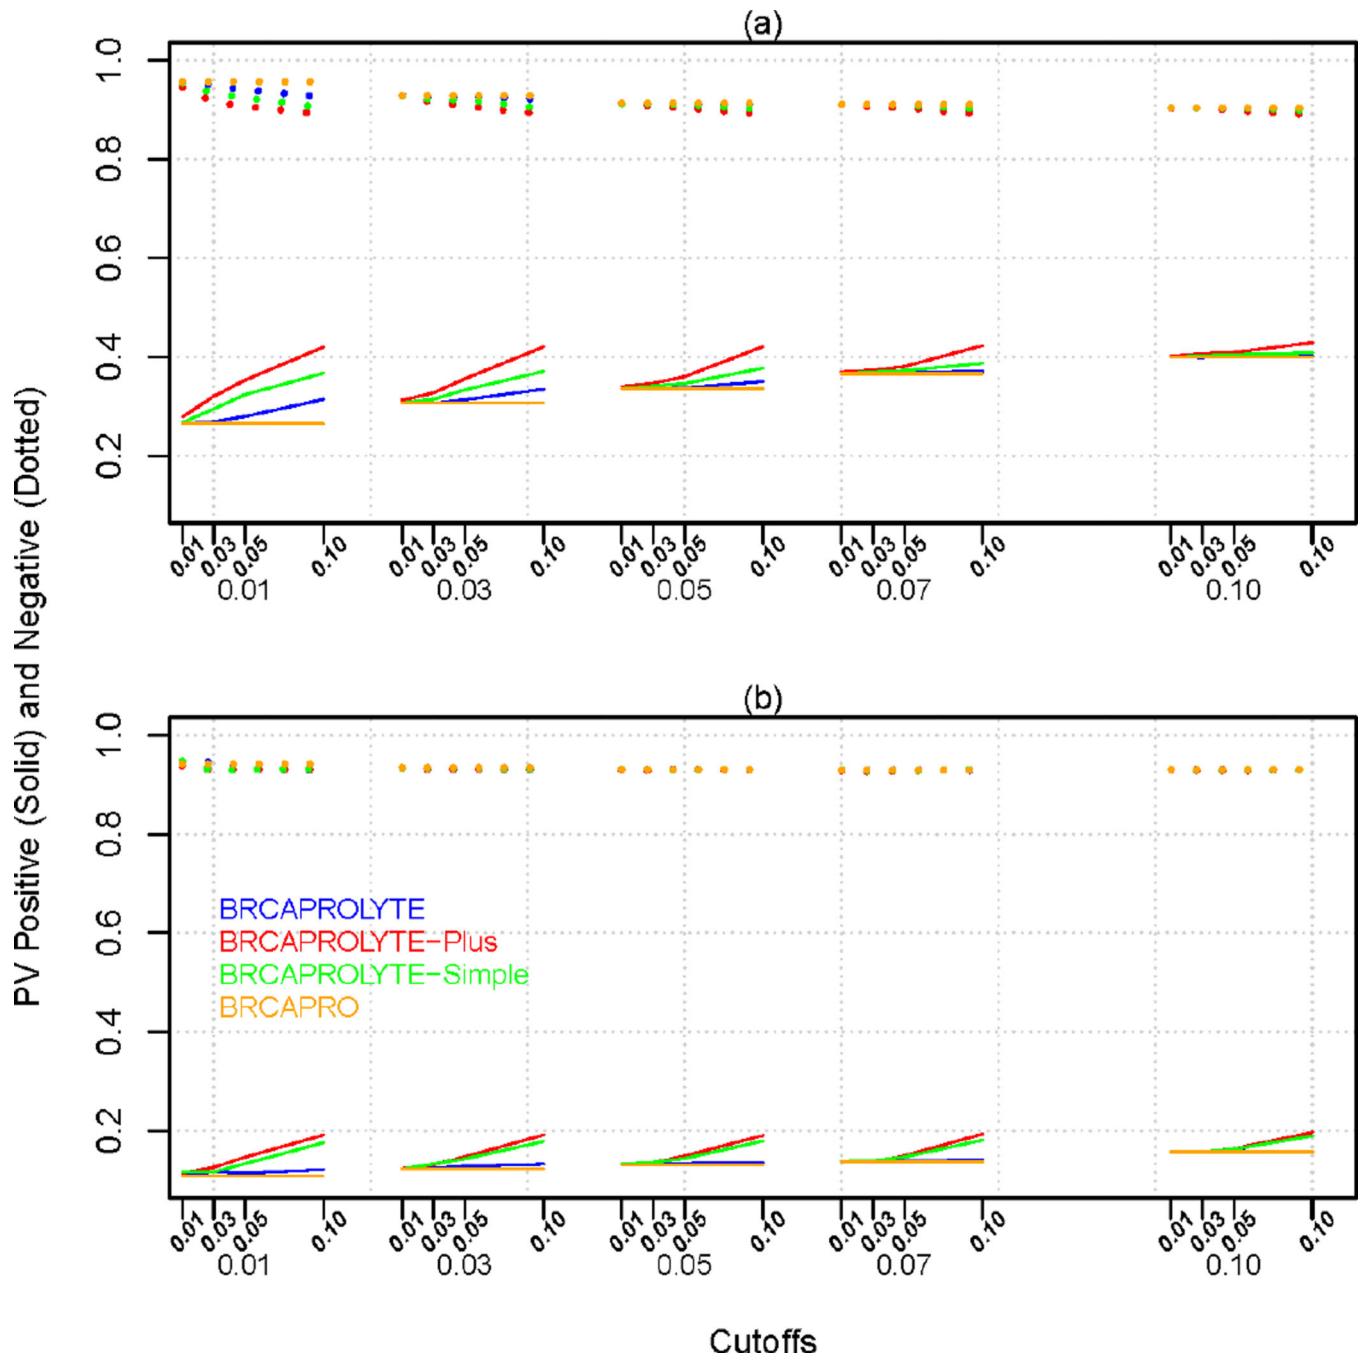 (a)
1.0
0.8
0.6
0.4
0.2
0.01 0.03 0.05 0.10 0.01 0.03 0.05 0.10 0.01 0.03 0.05 0.10 0.01 0.03 0.05 0.10 0.01 0.03 0.05 0.10
0.01 0.03 0.05 0.07 0.10
PV Positive (Solid) and Negative (Dotted)
(b)
1.0
0.8
0.6
0.4
0.2
BRCAPROLYTE
BRCAPROLYTE-Plus
BRCAPROLYTE-Simple
BRCAPRO
0.01 0.03 0.05 0.10 0.01 0.03 0.05 0.10 0.01 0.03 0.05 0.10 0.01 0.03 0.05 0.10 0.01 0.03 0.05 0.10
0.01 0.03 0.05 0.07 0.10
Cutoffs